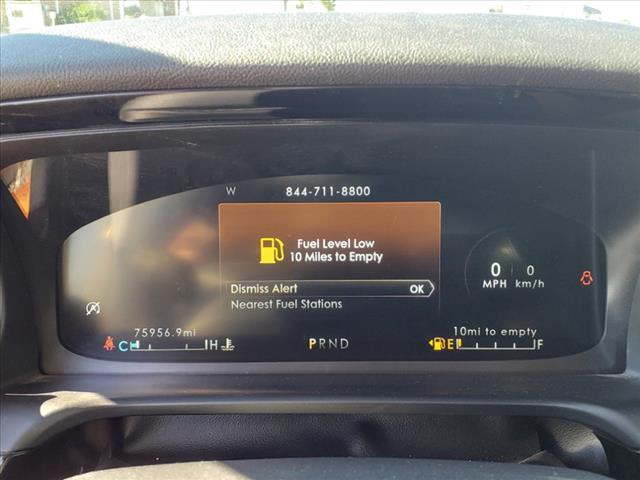 W 844-711-8800
Fuel Level Low
10 Miles to Empty
Dismiss Alert OK
Nearest Fuel Stations
0 0
MPH km/h
75956.9mi
10mi to empty
C H PRND E F